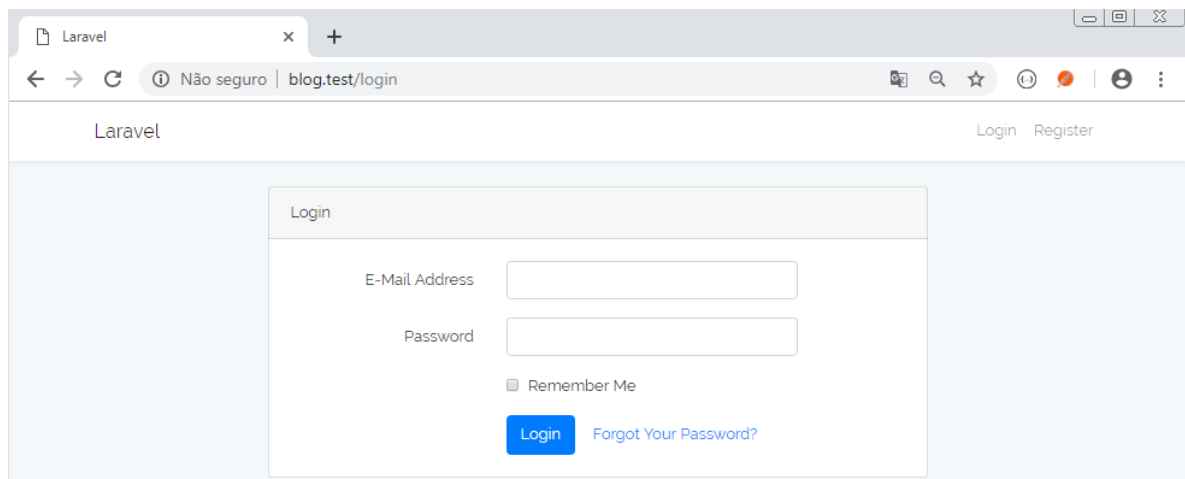 Laravel
Não seguro | blog.test/login
Laravel
Login Register
Login
E-Mail Address
Password
Remember Me
Login Forgot Your Password?